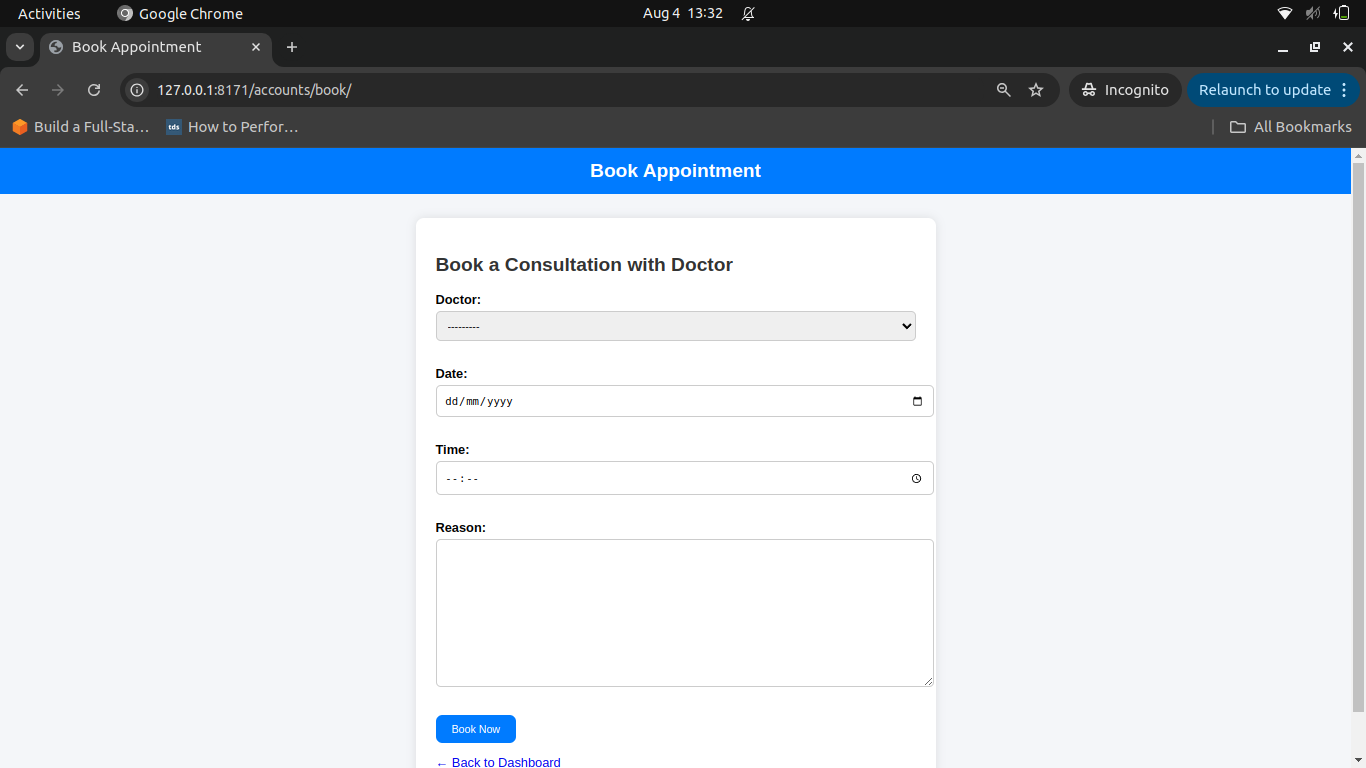 Activities Google Chrome Aug 4 13:32
Book Appointment
127.0.0.1:8171/accounts/book/ Incognito Relaunch to update
Build a Full-Sta... tds How to Perfor... All Bookmarks
Book Appointment
Book a Consultation with Doctor
Doctor:
---------
Date:
dd/mm/yyyy
Time:
--:--
Reason:
Book Now
← Back to Dashboard